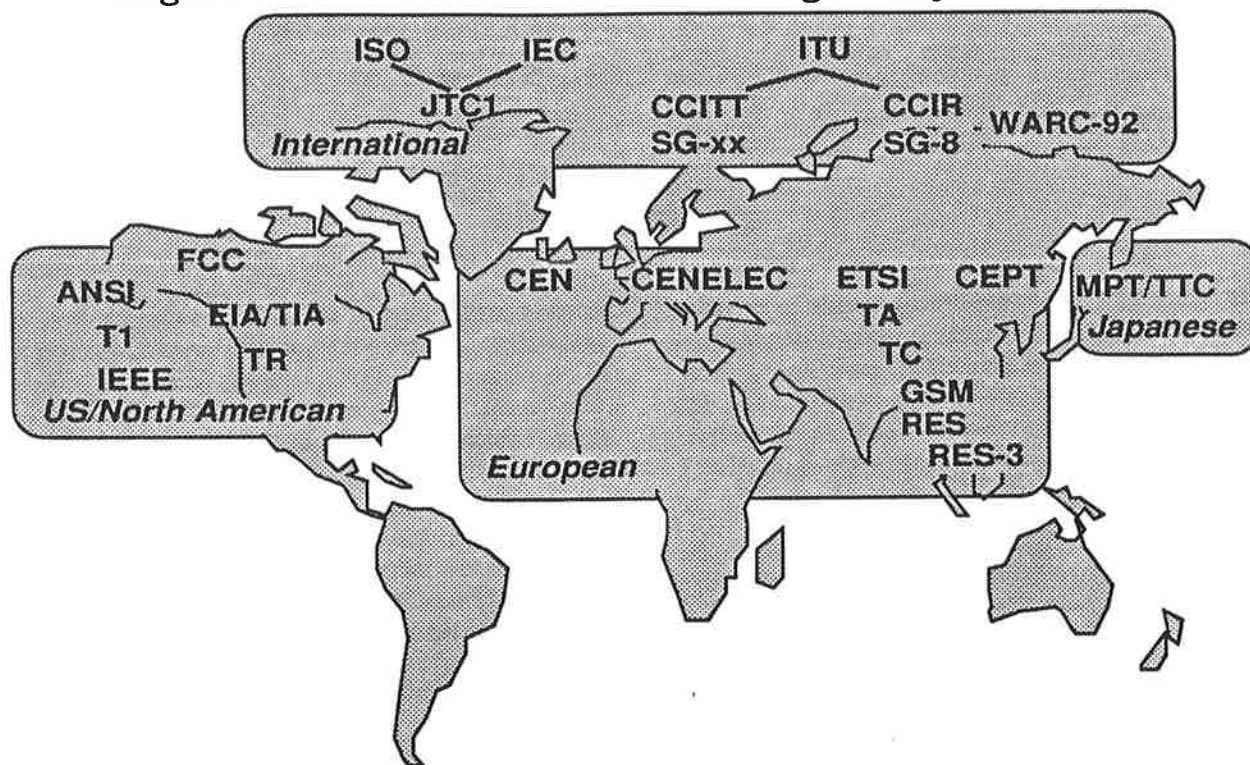 ISO IEC ITU
JTC1 CCITT CCIR
International SG-xx SG-8 - WARC-92
FCC
ANSI
EIA/TIA
T1
TR
IEEE
US/North American
CEN CENELEC ETSI CEPT
TA
TC
GSM
RES
RES-3
European
MPT/TTC
Japanese